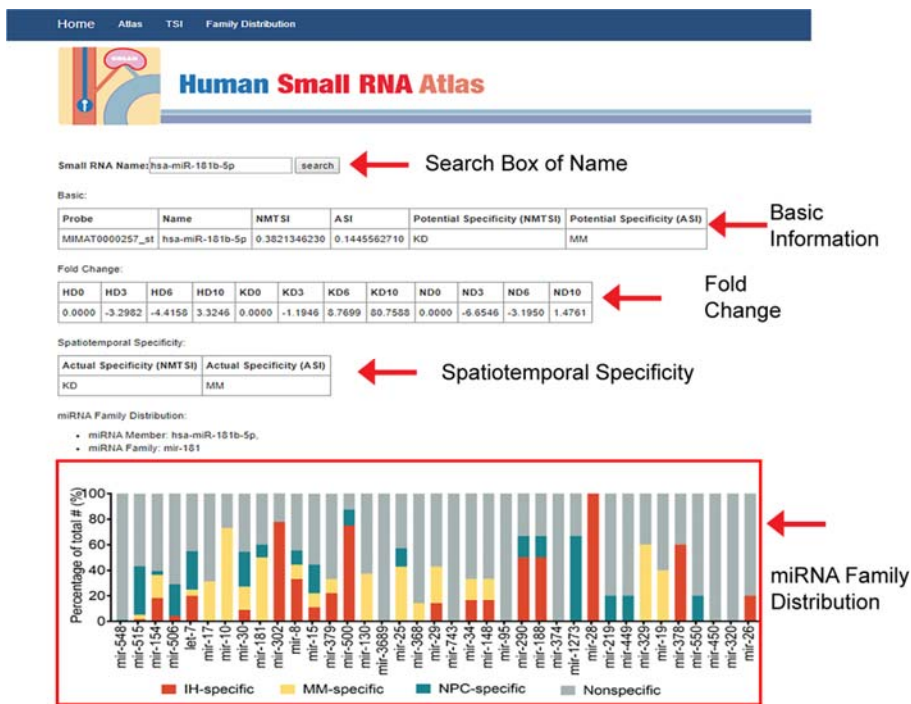 Home Atlas TSI Family Distribution
ORGAN
Human Small RNA Atlas
Small RNA Name: hsa-miR-181b-5p search
Search Box of Name
Basic:
Probe Name NMTSI ASI Potential Specificity (NMTSI) Potential Specificity (ASI)
MIMAT0000257_st hsa-miR-181b-5p 0.3821346230 0.1445562710 KD MM
Basic
Information
Fold Change:
HD0 HD3 HD6 HD10 KD0 KD3 KD6 KD10 ND0 ND3 ND6 ND10
0.0000 -3.2982 -4.4158 3.3246 0.0000 -1.1946 8.7699 80.7588 0.0000 -6.6546 -3.1950 1.4761
Fold
Change
Spatiotemporal Specificity:
Actual Specificity (NMTSI) Actual Specificity (ASI)
KD MM
Spatiotemporal Specificity
miRNA Family Distribution:
• miRNA Member: hsa-miR-181b-5p,
• miRNA Family: mir-181
Percentage of total # (%)
100
80
60
40
20
0
mir-548
mir-515
mir-154
mir-506
let-7
mir-17
mir-10
mir-30
mir-181
mir-302
mir-8
mir-15
mir-379
mir-500
mir-130
mir-3689
mir-25
mir-368
mir-29
mir-743
mir-34
mir-148
mir-95
mir-290
mir-188
mir-374
mir-1273
mir-28
mir-219
mir-449
mir-329
mir-19
mir-378
mir-550
mir-450
mir-320
mir-26
IH-specific MM-specific NPC-specific Nonspecific
miRNA Family
Distribution